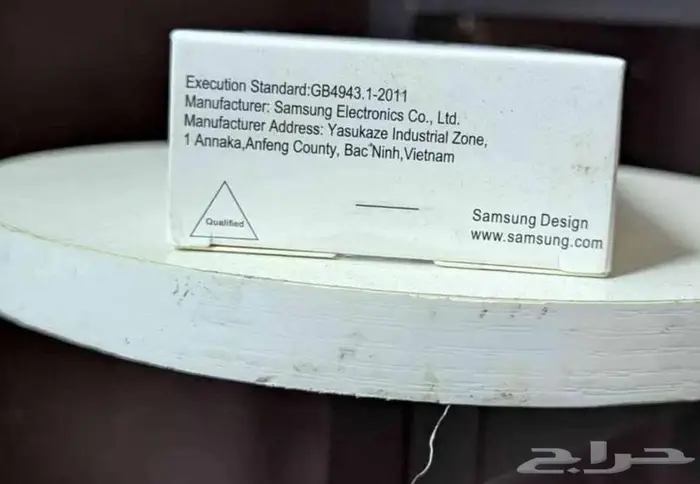 Execution Standard:GB4943.1-2011
Manufacturer: Samsung Electronics Co., Ltd.
Manufacturer Address: Yasukaze Industrial Zone,
1 Annaka,Anfeng County, Bac Ninh,Vietnam
Qualified
Samsung Design
www.samsung.com
حراج